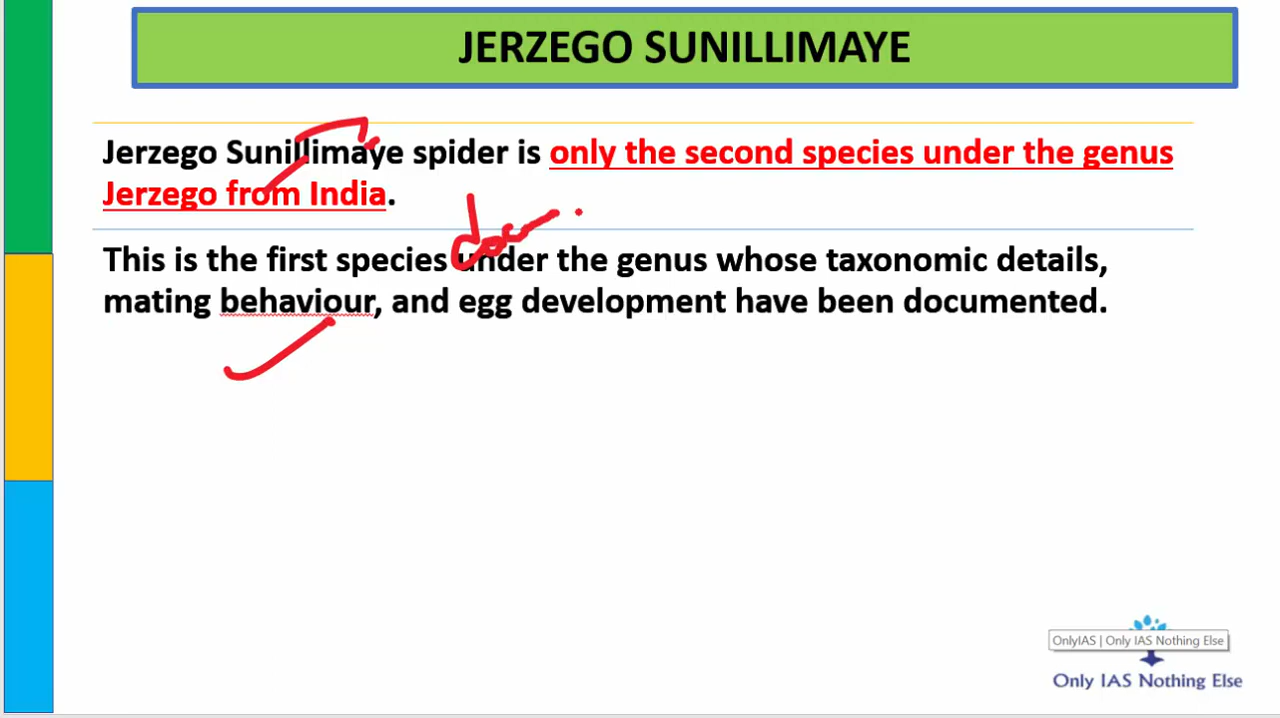 JERZEGO SUNILLIMAYE
Jerzego Sunillimaye spider is only the second species under the genus
Jerzego from India.
This is the first species under the genus whose taxonomic details,
mating behaviour, and egg development have been documented.
OnlyIAS | Only IAS Nothing Else
Only IAS Nothing Else